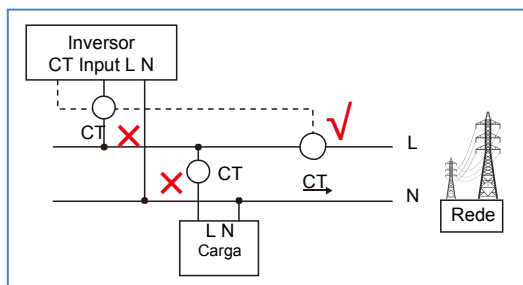 Inversor
CT Input L N
CT
L
CT
CT
N
L N
Carga
Rede